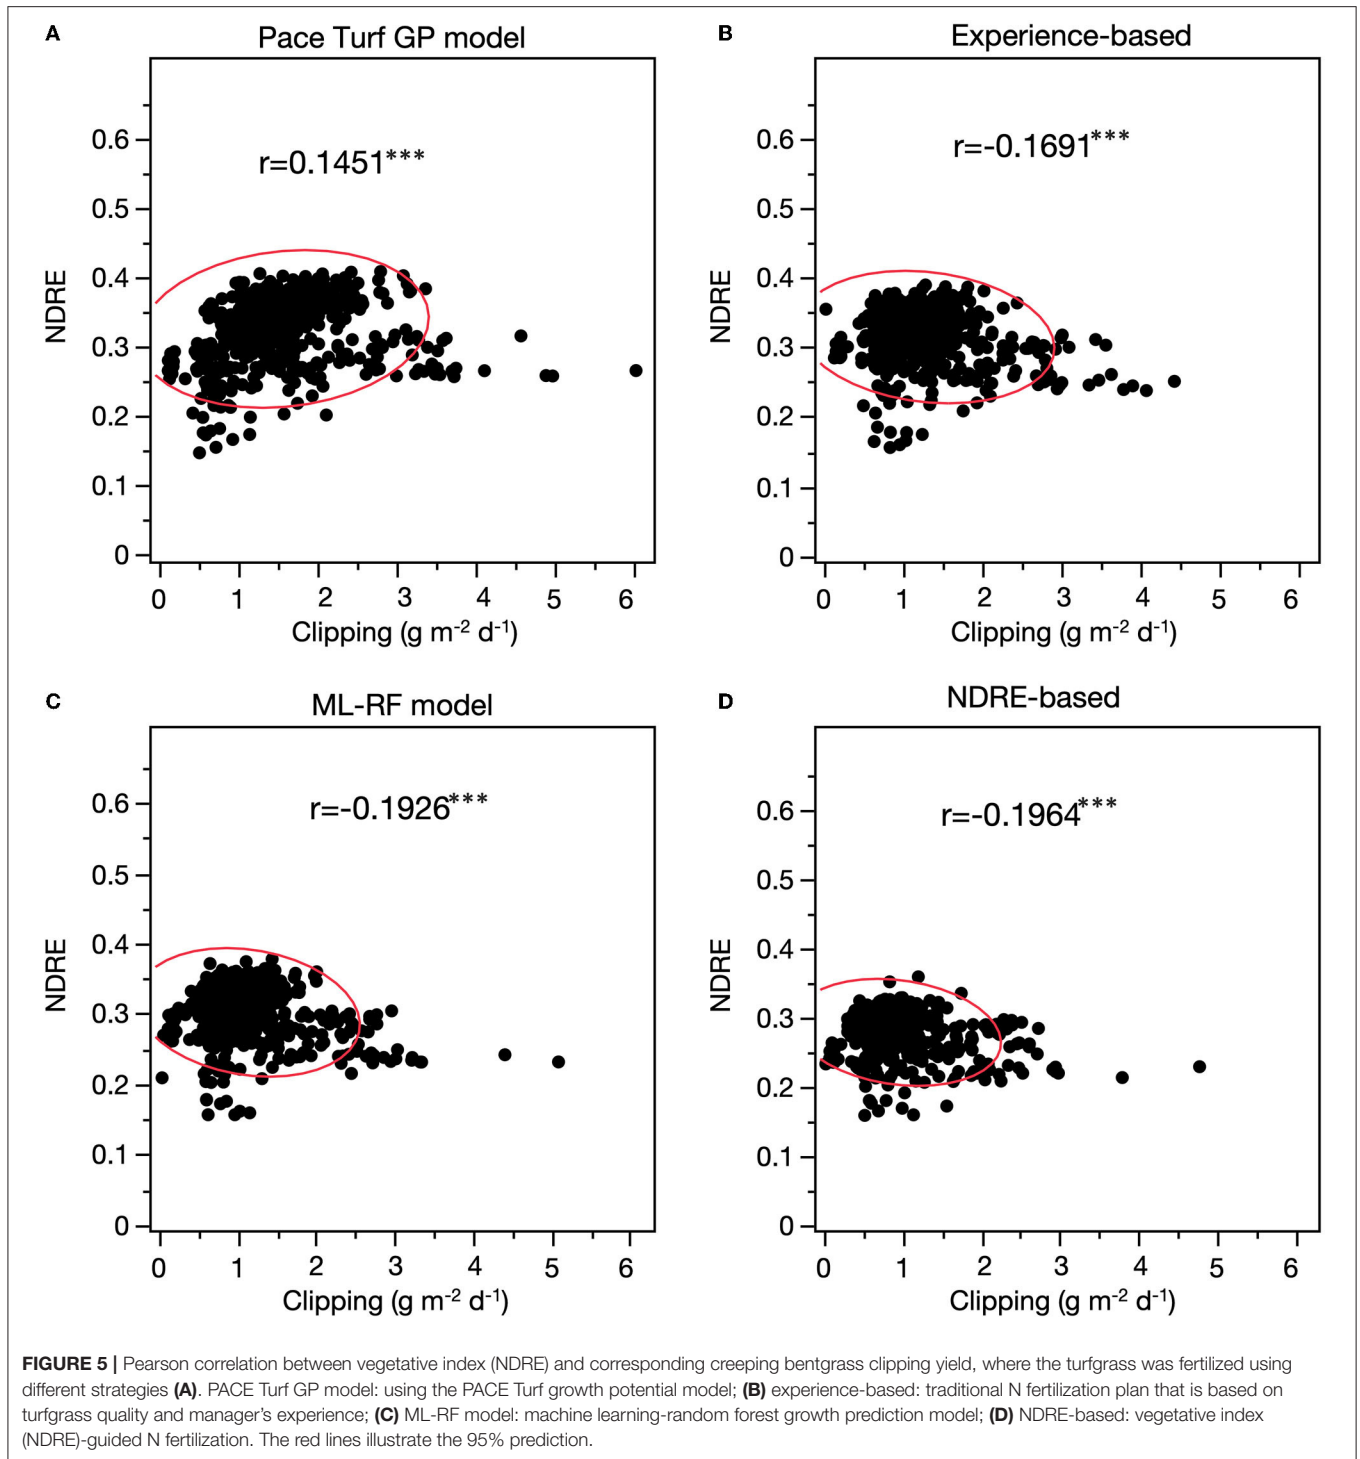 A
Pace Turf GP model
r=0.1451***
NDRE
0.6
0.5
0.4
0.3
0.2
0.1
0
0 1 2 3 4 5 6
Clipping (g m-2 d-1)
B
Experience-based
r=-0.1691***
NDRE
0.6
0.5
0.4
0.3
0.2
0.1
0
0 1 2 3 4 5 6
Clipping (g m-2 d-1)
C
ML-RF model
r=-0.1926***
NDRE
0.6
0.5
0.4
0.3
0.2
0.1
0
0 1 2 3 4 5 6
Clipping (g m-2 d-1)
D
NDRE-based
r=-0.1964***
NDRE
0.6
0.5
0.4
0.3
0.2
0.1
0
0 1 2 3 4 5 6
Clipping (g m-2 d-1)
FIGURE 5 | Pearson correlation between vegetative index (NDRE) and corresponding creeping bentgrass clipping yield, where the turfgrass was fertilized using
different strategies (A). PACE Turf GP model: using the PACE Turf growth potential model; (B) experience-based: traditional N fertilization plan that is based on
turfgrass quality and manager's experience; (C) ML-RF model: machine learning-random forest growth prediction model; (D) NDRE-based: vegetative index
(NDRE)-guided N fertilization. The red lines illustrate the 95% prediction.